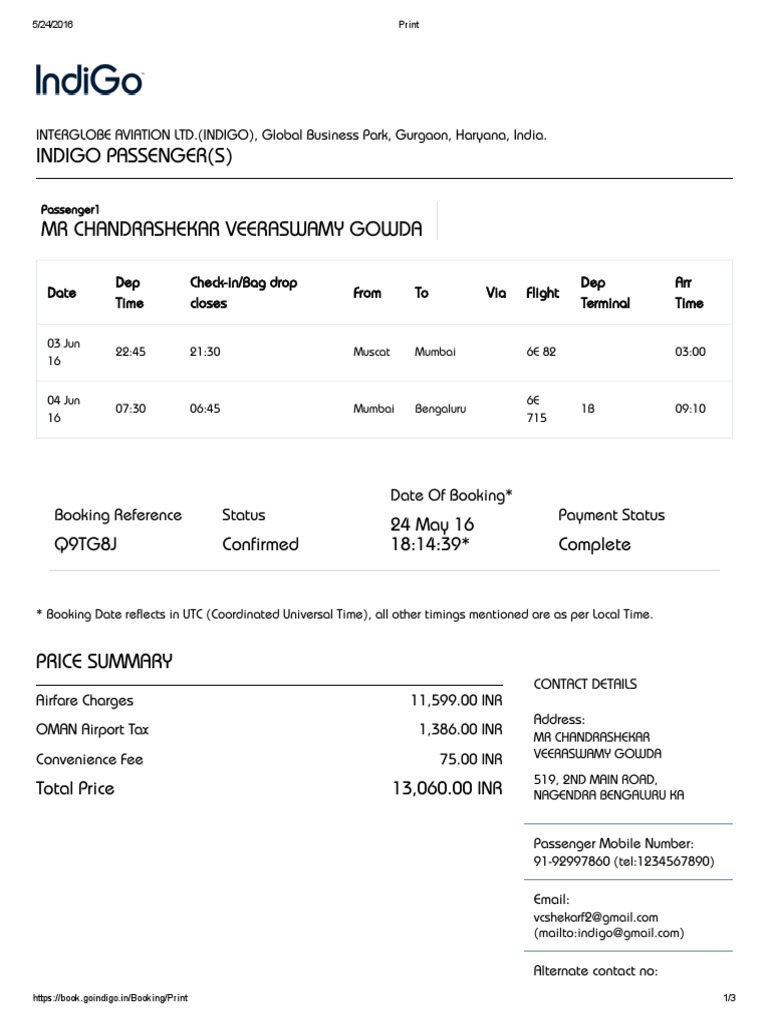 5/24/2016 Print
IndiGo
INTERGLOBE AVIATION LTD.(INDIGO), Global Business Park, Gurgaon, Haryana, India.
INDIGO PASSENGER(S)
Passenger1
MR CHANDRASHEKAR VEERASWAMY GOWDA
Date Dep Time Check-in/Bag drop closes From To Via Flight Dep Terminal Arr Time
03 Jun 16 22:45 21:30 Muscat Mumbai 6E 82 03:00
04 Jun 16 07:30 06:45 Mumbai Bengaluru 6E 715 1B 09:10
Booking Reference Status Date Of Booking* Payment Status
Q9TG8J Confirmed 24 May 16 18:14:39* Complete
* Booking Date reflects in UTC (Coordinated Universal Time), all other timings mentioned are as per Local Time.
PRICE SUMMARY
Airfare Charges 11,599.00 INR
OMAN Airport Tax 1,386.00 INR
Convenience Fee 75.00 INR
Total Price 13,060.00 INR
CONTACT DETAILS
Address:
MR CHANDRASHEKAR
VEERASWAMY GOWDA
519, 2ND MAIN ROAD,
NAGENDRA BENGALURU KA
Passenger Mobile Number:
91-92997860 (tel:1234567890)
Email:
vcshekarf2@gmail.com
(mailto:indigo@gmail.com)
Alternate contact no:
https://book.goindigo.in/Booking/Print 1/3